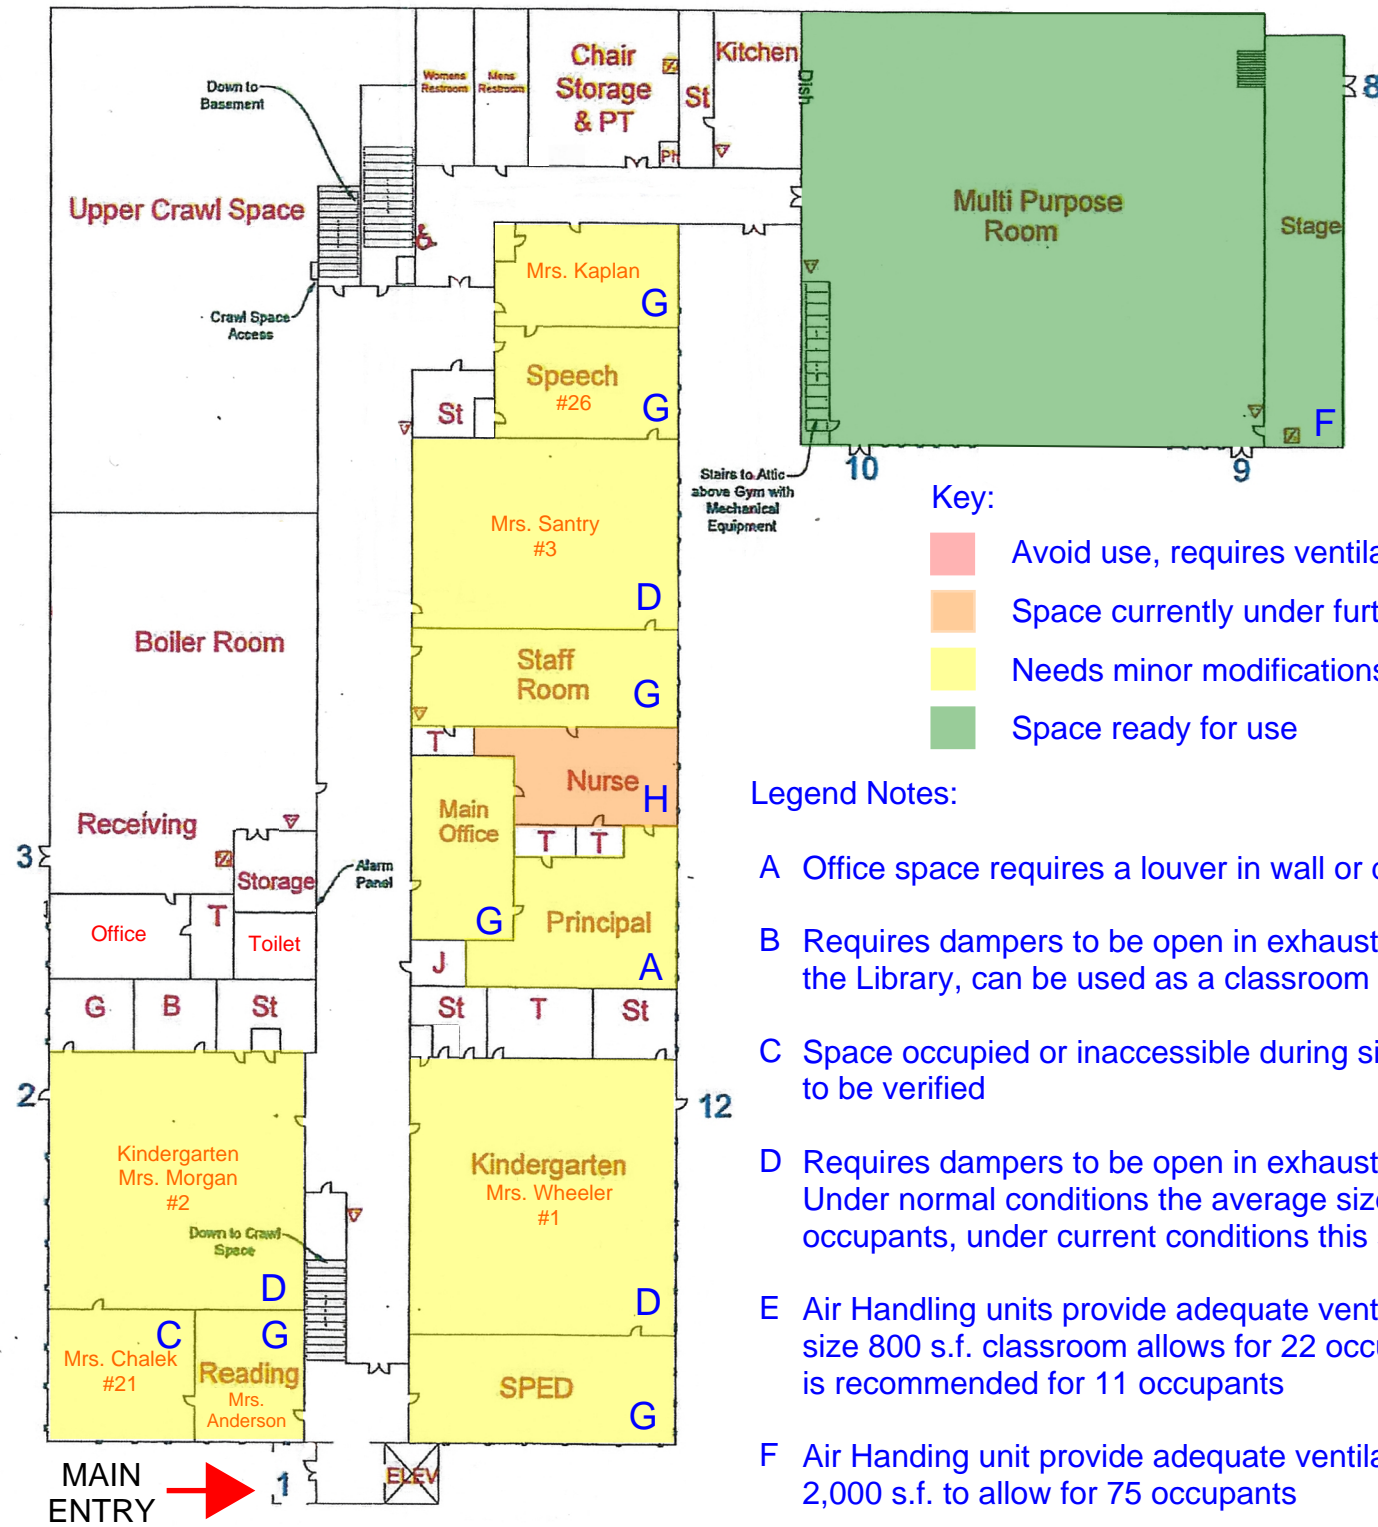 Womens
Restroom
Mens
Restroom
Chair
Storage
& PT
St
Kitchen
Dish
Ph
8
Down to
Basement
Upper Crawl Space
Multi Purpose
Room
Stage
Crawl Space
Access
Mrs. Kaplan
G
Speech
#26
G
St
F
10
9
Stairs to Attic
above Gym with
Mechanical
Equipment
Mrs. Santry
#3
D
Boiler Room
Staff
Room
G
T
Nurse
H
Main
Office
G
T
T
Receiving
3
Storage
Alarm
Panel
Office
T
Toilet
Principal
A
J
G
B
St
St
T
St
2
12
Kindergarten
Mrs. Morgan
#2
D
Kindergarten
Mrs. Wheeler
#1
D
Down to Crawl
Space
C
Mrs. Chalek
#21
G
Reading
Mrs.
Anderson
SPED
G
MAIN
ENTRY
1
ELEV
Key:
Avoid use, requires ventila
Space currently under furt
Needs minor modifications
Space ready for use
Legend Notes:
A Office space requires a louver in wall or
B Requires dampers to be open in exhaust
the Library, can be used as a classroom
C Space occupied or inaccessible during si
to be verified
D Requires dampers to be open in exhaust
Under normal conditions the average size
occupants, under current conditions this
E Air Handling units provide adequate vent
size 800 s.f. classroom allows for 22 occu
is recommended for 11 occupants
F Air Handing unit provide adequate ventila
2,000 s.f. to allow for 75 occupants